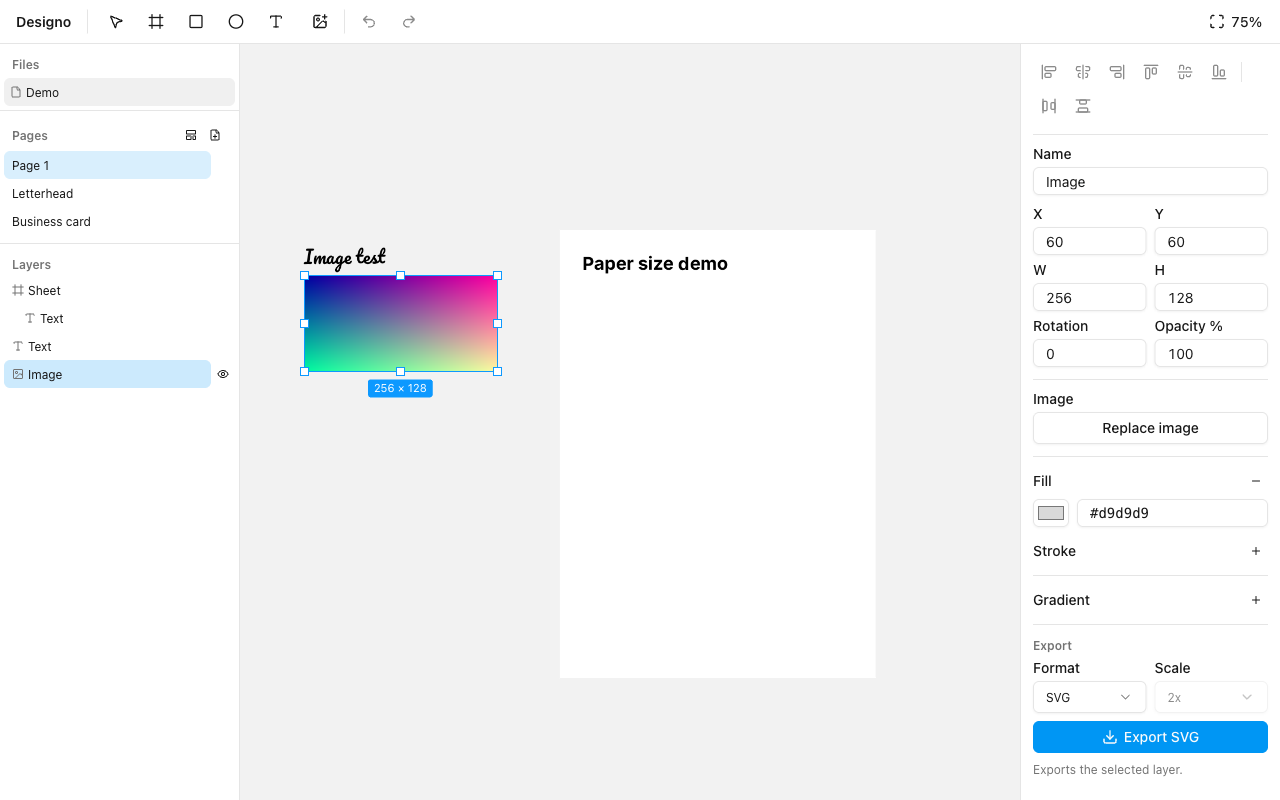 Designo
75%
Files
Demo
Pages
Page 1
Letterhead
Business card
Layers
Sheet
Text
Text
Image
Image test
256 × 128
Paper size demo
Name
Image
X
Y
60
60
W
H
256
128
Rotation
Opacity %
0
100
Image
Replace image
Fill
#d9d9d9
Stroke
Gradient
Export
Format
Scale
SVG
2x
Export SVG
Exports the selected layer.